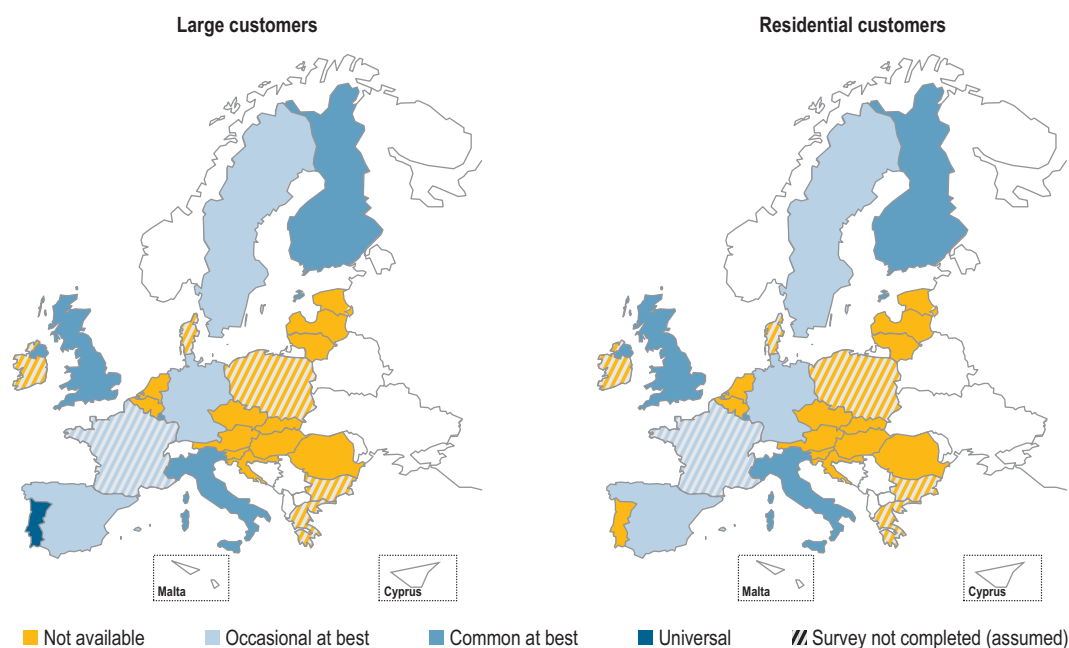 Large customers
Residential customers
Malta
Cyprus
Malta
Cyprus
Not available
Occasional at best
Common at best
Universal
Survey not completed (assumed)